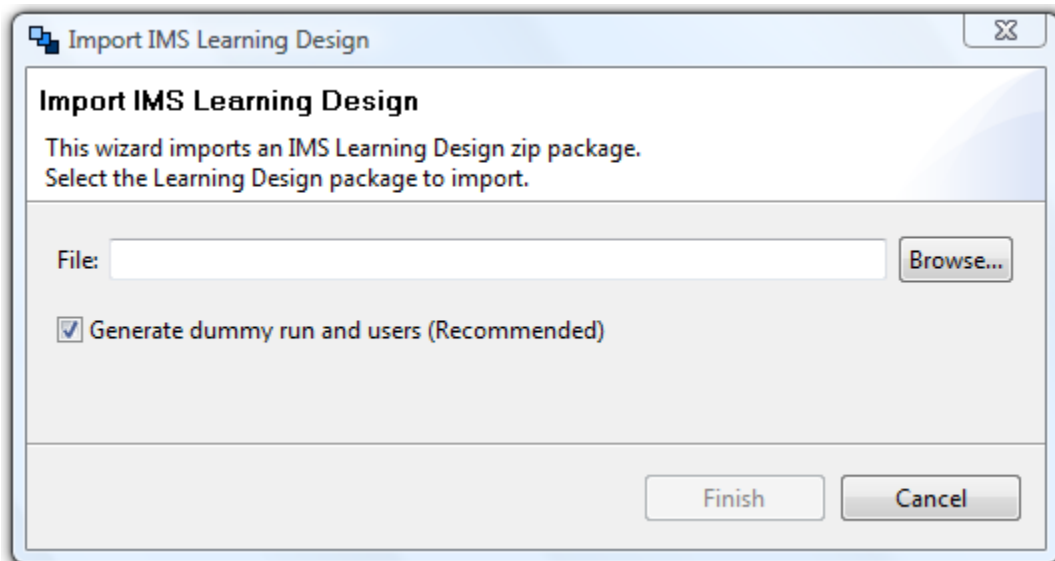 Import IMS Learning Design
Import IMS Learning Design
This wizard imports an IMS Learning Design zip package.
Select the Learning Design package to import.
File:
Browse...
Generate dummy run and users (Recommended)
Finish
Cancel